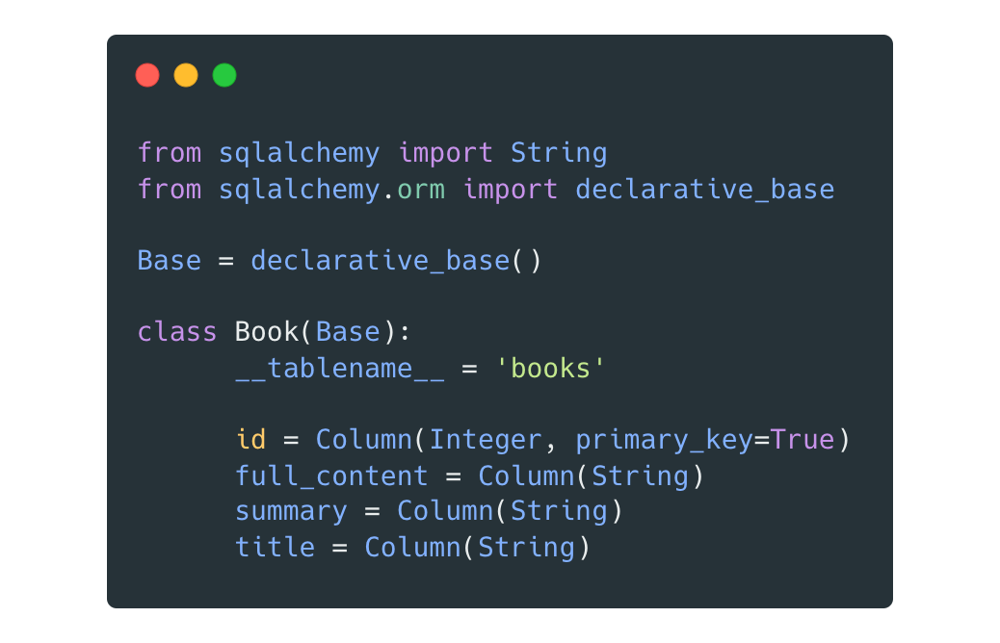 from sqlalchemy import String
from sqlalchemy.orm import declarative_base
Base = declarative_base()
class Book(Base):
__tablename__ = 'books'
id = Column(Integer, primary_key=True)
full_content = Column(String)
summary = Column(String)
title = Column(String)